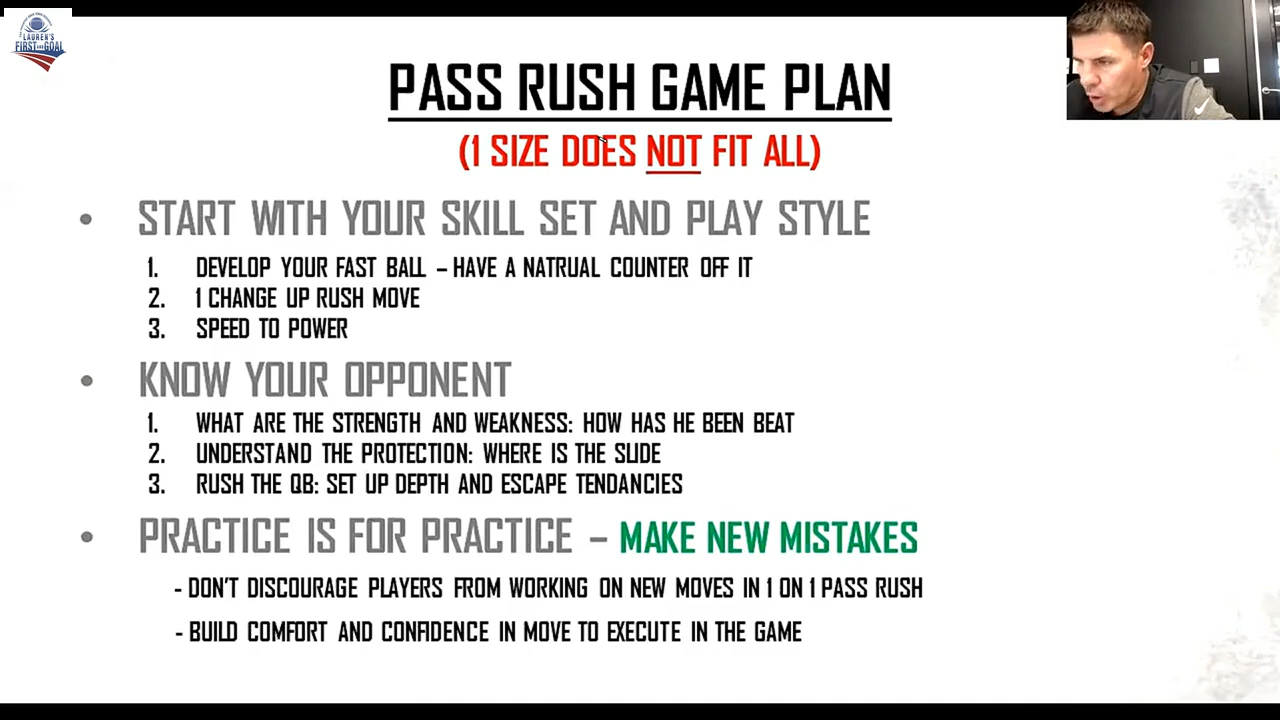 LAUREN'S
FIRST AND GOAL
PASS RUSH GAME PLAN
(1 SIZE DOES NOT FIT ALL)
• START WITH YOUR SKILL SET AND PLAY STYLE
1. DEVELOP YOUR FAST BALL – HAVE A NATRUAL COUNTER OFF IT
2. 1 CHANGE UP RUSH MOVE
3. SPEED TO POWER
• KNOW YOUR OPPONENT
1. WHAT ARE THE STRENGTH AND WEAKNESS: HOW HAS HE BEEN BEAT
2. UNDERSTAND THE PROTECTION: WHERE IS THE SLIDE
3. RUSH THE QB: SET UP DEPTH AND ESCAPE TENDANCIES
• PRACTICE IS FOR PRACTICE – MAKE NEW MISTAKES
- DON'T DISCOURAGE PLAYERS FROM WORKING ON NEW MOVES IN 1 ON 1 PASS RUSH
- BUILD COMFORT AND CONFIDENCE IN MOVE TO EXECUTE IN THE GAME